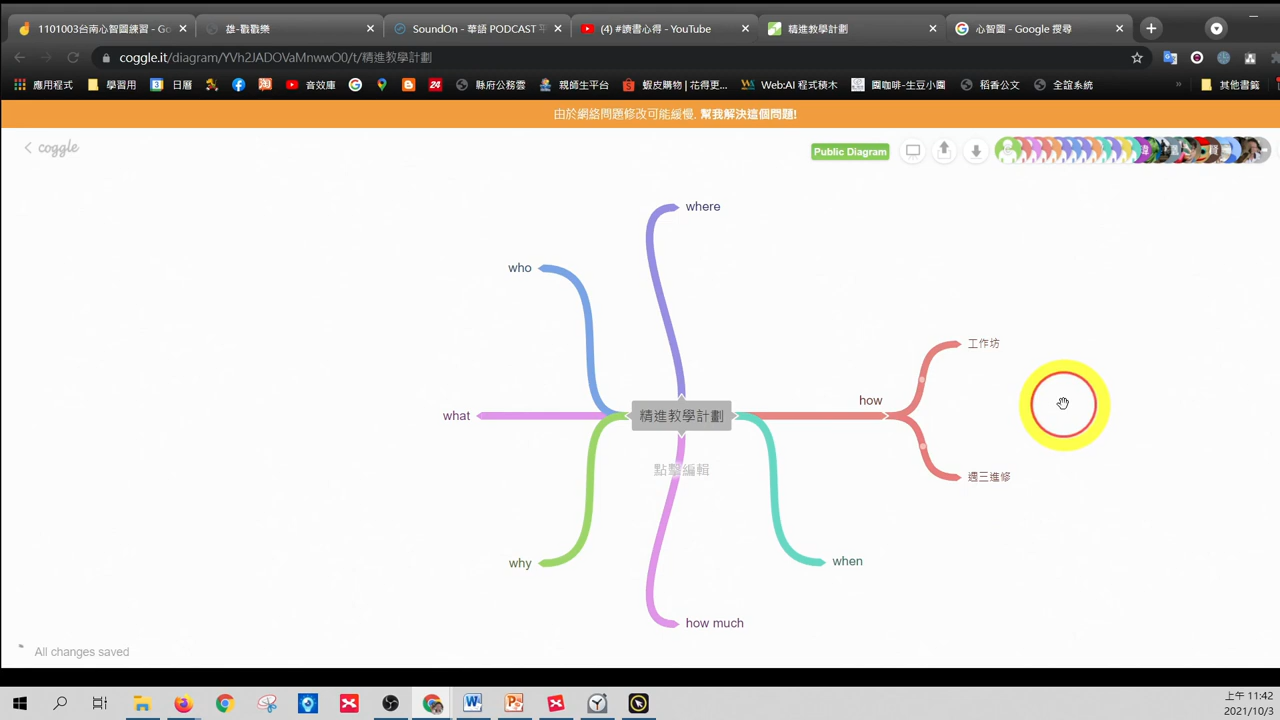 1101003台南心智圖練習 - Go
雄-戳戳樂
SoundOn - 華語 PODCAST 平
(4) #讀書心得 - YouTube
精進教學計劃
心智圖 - Google 搜尋
coggle.it/diagram/YVh2JADOVaMnwwO0/t/精進教學計劃
應用程式
學習用
日曆
音效庫
縣府公務雲
親師生平台
蝦皮購物 | 花得更...
Web:AI 程式積木
團咖啡-生豆小園
稻香公文
全誼系統
其他書籤
由於網絡問題修改可能緩慢. 幫我解決這個問題!
coggle
Public Diagram
where
who
工作坊
how
what
精進教學計劃
點擊編輯
週三進修
why
when
how much
All changes saved
上午 11:42
2021/10/3